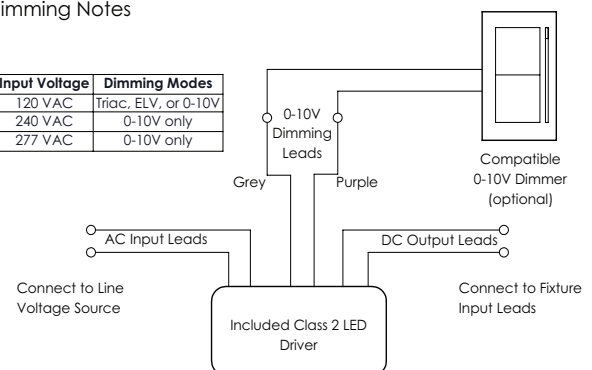 imming Notes
Input Voltage Dimming Modes
120 VAC Triac, ELV, or 0-10V
240 VAC 0-10V only
277 VAC 0-10V only
0-10V
Dimming
Leads
Grey
Purple
Compatible
0-10V Dimmer
(optional)
AC Input Leads
DC Output Leads
Connect to Line
Voltage Source
Connect to Fixture
Input Leads
Included Class 2 LED
Driver